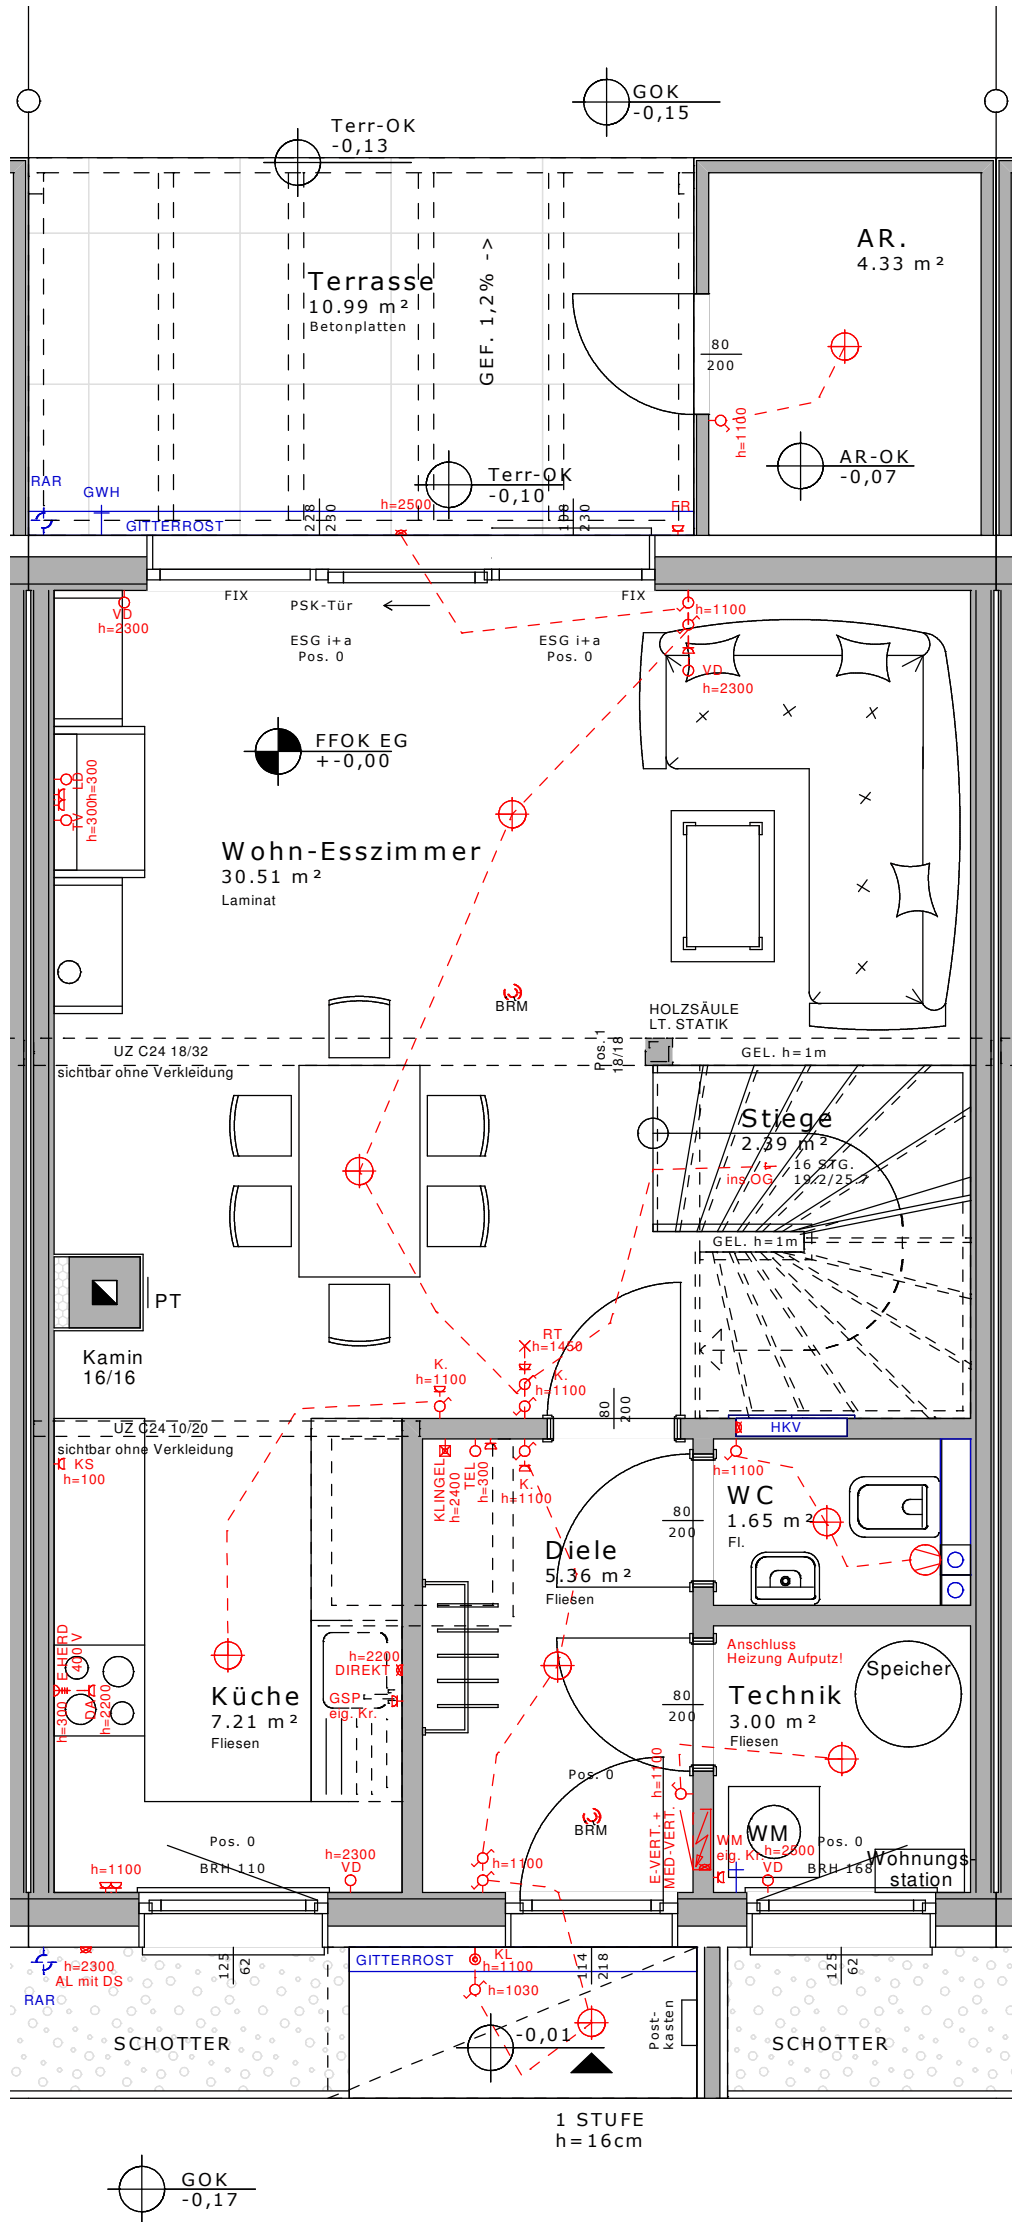 GOK
-0,15
Terr-OK
-0,13
AR.
4.33 m²
Terrasse
10.99 m²
Betonplatten
GEF. 1,2% ->
80
200
h=1100
AR-OK
-0,07
Terr-OK
-0,10
RAR
GWH
GITTERROST
228
230
h=2500
198
230
FR
FIX
PSK-Tür
FIX
VD
h=2300
h=1100
ESG i+a
Pos. 0
ESG i+a
Pos. 0
VD
h=2300
FFOK EG
+-0,00
LD
h=300
TV
h=300
Wohn-Esszimmer
30.51 m²
Laminat
BRM
HOLZSÄULE
LT. STATIK
Pos.1
18/18
UZ C24 18/32
sichtbar ohne Verkleidung
GEL. h=1m
Stiege
2.39 m²
16 STG.
19.2/25.7
ins OG
GEL. h=1m
PT
Kamin
16/16
RT
h=1450
K.
h=1100
K.
h=1100
80
200
UZ C24 10/20
sichtbar ohne Verkleidung
KS
h=100
HKV
KLINGEL
h=2400
TEL
h=300
K.
h=1100
h=1100
WC
1.65 m²
Fl.
80
200
Diele
5.36 m²
Fliesen
E-HERD
400 V
h=300
DA
h=2200
h=2200
DIREKT
GSP
eig. Kr.
Küche
7.21 m²
Fliesen
Anschluss
Heizung Aufputz!
Speicher
Technik
3.00 m²
Fliesen
80
200
Pos. 0
BRM
E-VERT. + h=1100
MED-VERT.
WM
WM
eig. Kr.
h=2500
VD
Pos. 0
BRH 168
Wohnungs-
station
Pos. 0
BRH 110
h=1100
h=2300
VD
h=1100
h=2300
AL mit DS
RAR
125
62
GITTERROST
KL
h=1100
h=1030
114
218
125
62
SCHOTTER
-0,01
Post-
kasten
SCHOTTER
1 STUFE
h=16cm
GOK
-0,17